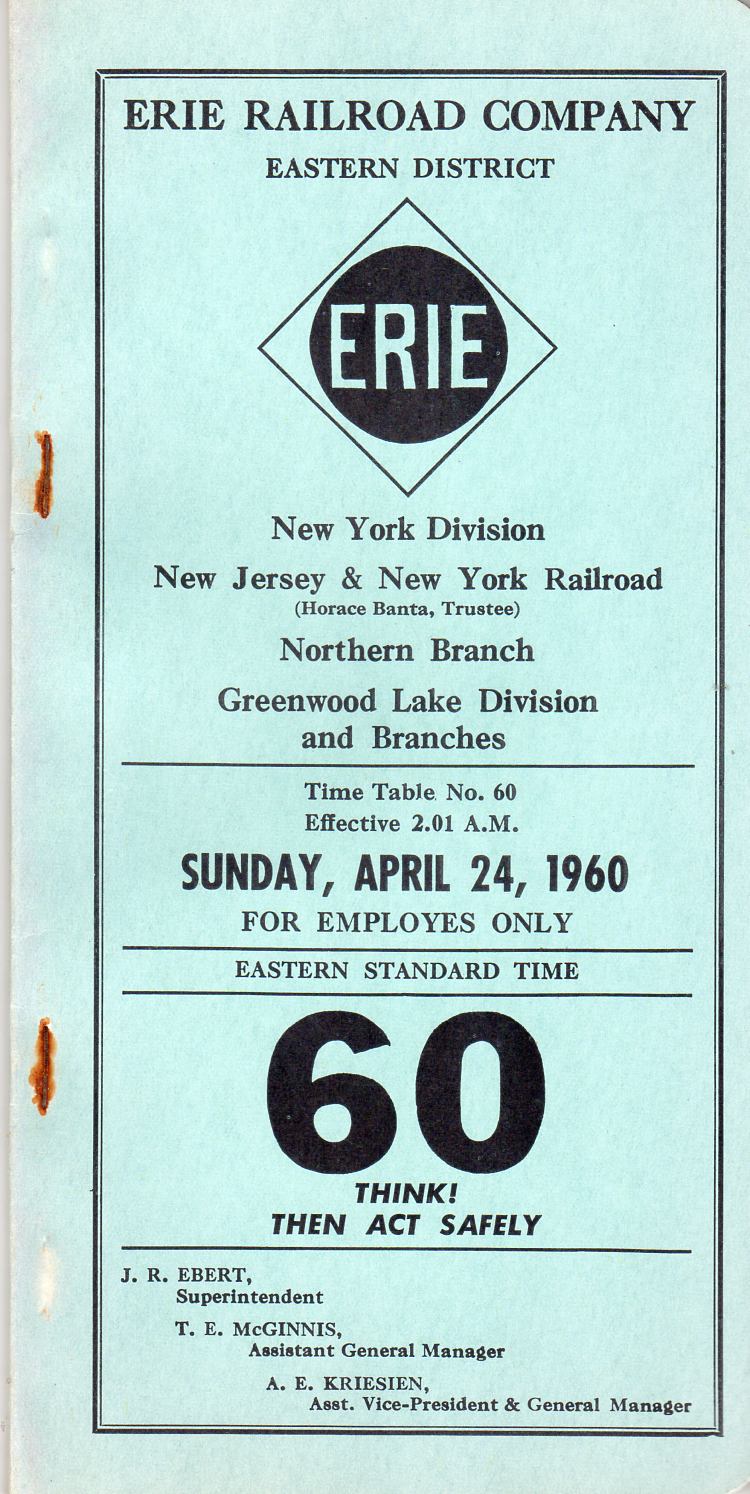 ERIE RAILROAD COMPANY
EASTERN DISTRICT
ERIE
New York Division
New Jersey & New York Railroad
(Horace Banta, Trustee)
Northern Branch
Greenwood Lake Division
and Branches
Time Table No. 60
Effective 2.01 A.M.
SUNDAY, APRIL 24, 1960
FOR EMPLOYES ONLY
EASTERN STANDARD TIME
60
THINK!
THEN ACT SAFELY
J. R. EBERT,
Superintendent
T. E. McGINNIS,
Assistant General Manager
A. E. KRIESIEN,
Asst. Vice-President & General Manager